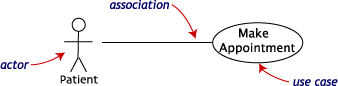 association
Make
Appointment
actor
Patient
use case